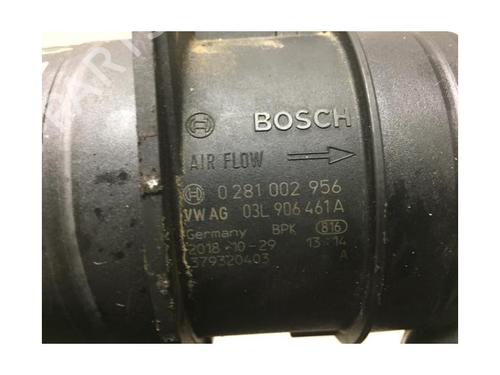 BOSCH
AIR FLOW
0 281 002 956
VW AG 03L 906 461 A
Germany BPK 816
2018-10-29 13:14
379320403 A